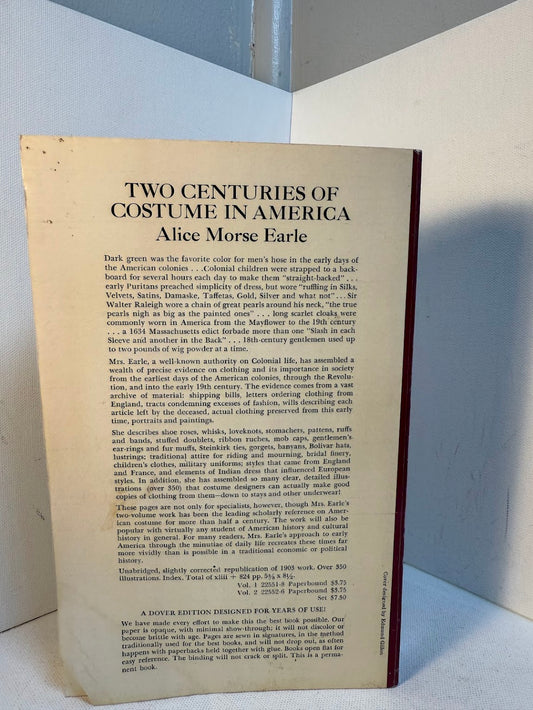 TWO CENTURIES OF
COSTUME IN AMERICA
Alice Morse Earle
Dark green was the favorite color for men's hose in the early days of
the American colonies . . . Colonial children were strapped to a back-
board for several hours each day to make them "straight-backed" . . .
early Puritans preached simplicity of dress, but wore "ruffling in Silks,
Velvets, Satins, Damaske, Taffetas, Gold, Silver and what not" . . . Sir
Walter Raleigh wore a chain of great pearls around his neck, "the true
pearls nigh as big as the painted ones" . . . long scarlet cloaks were
commonly worn in America from the Mayflower to the 19th century
. . . a 1634 Massachusetts edict forbade more than one "Slash in each
Sleeve and another in the Back" . . . 18th-century gentlemen used up
to two pounds of wig powder at a time.
Mrs. Earle, a well-known authority on Colonial life, has assembled a
wealth of precise evidence on clothing and its importance in society
from the earliest days of the American colonies, through the Revolu-
tion, and into the early 19th century. The evidence comes from a vast
archive of material: shipping bills, letters ordering clothing from
England, tracts condemning excesses of fashion, wills describing each
article left by the deceased, actual clothing preserved from this early
time, portraits and paintings.
She describes shoe roses, whisks, loveknots, stomachers, pattens, ruffs
and bands, stuffed doublets, ribbon ruches, mob caps, gentlemen's
ear-rings and fur muffs, Steinkirk ties, gorgets, banyans, Bolivar hats,
lustrings; traditional attire for riding and mourning, bridal finery,
children's clothes, military uniforms; styles that came from England
and France, and elements of Indian dress that influenced European
styles. In addition, she has assembled so many clear, detailed illus-
trations (over 350) that costume designers can actually make good
copies of clothing from them—down to stays and other underwear!
These pages are not only for specialists, however, though Mrs. Earle's
two-volume work has been the leading scholarly reference on Amer-
ican costume for more than half a century. The work will also be
popular with virtually any student of American history and cultural
history in general. For many readers, Mrs. Earle's approach to early
America through the minutiae of daily life recreates these times far
more vividly than is possible in a traditional economic or political
history.
Unabridged, slightly corrected republication of 1903 work. Over 350
illustrations. Index. Total of xliii + 824 pp. 5⅜ x 8½.
Vol. 1 22551-8 Paperbound $3.75
Vol. 2 22552-6 Paperbound $3.75
Set $7.50
A DOVER EDITION DESIGNED FOR YEARS OF USE!
We have made every effort to make this the best book possible. Our
paper is opaque, with minimal show-through; it will not discolor or
become brittle with age. Pages are sewn in signatures, in the method
traditionally used for the best books, and will not drop out, as often
happens with paperbacks held together with glue. Books open flat for
easy reference. The binding will not crack or split. This is a perma-
nent book.
Cover designed by Edmund Gillon